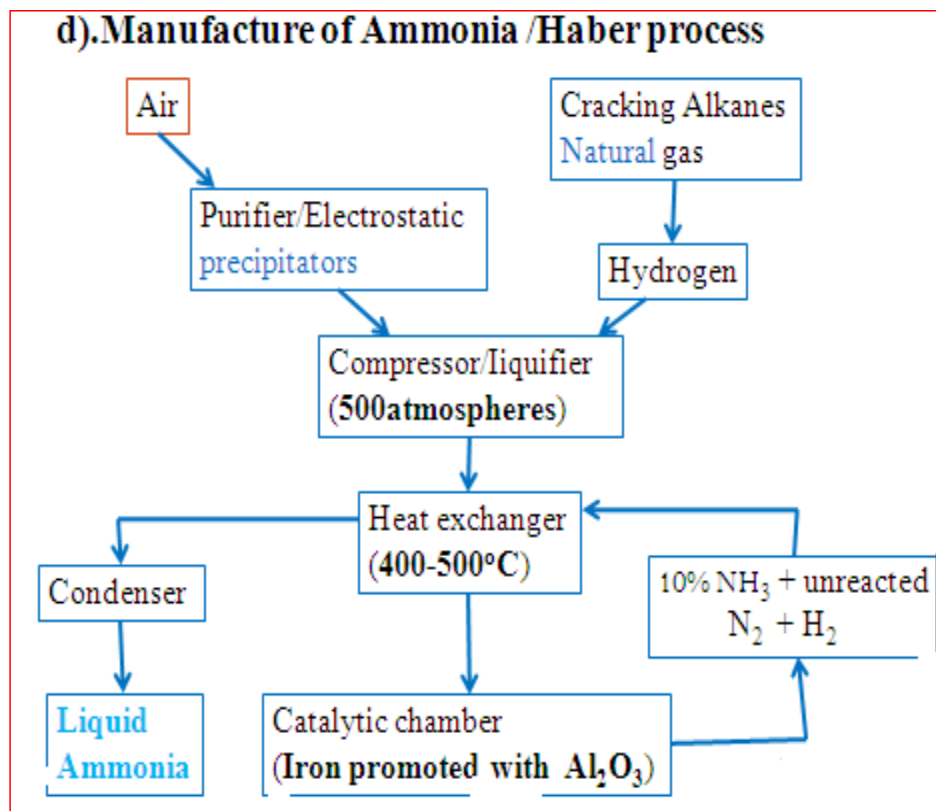 d).Manufacture of Ammonia /Haber process
Air
Cracking Alkanes
Natural gas
Purifier/Electrostatic
precipitators
Hydrogen
Compressor/Iiquifier
(500atmospheres)
Heat exchanger
(400-500°C)
Condenser
10% NH₃ + unreacted
N₂ + H₂
Liquid
Ammonia
Catalytic chamber
(Iron promoted with Al₂O₃)